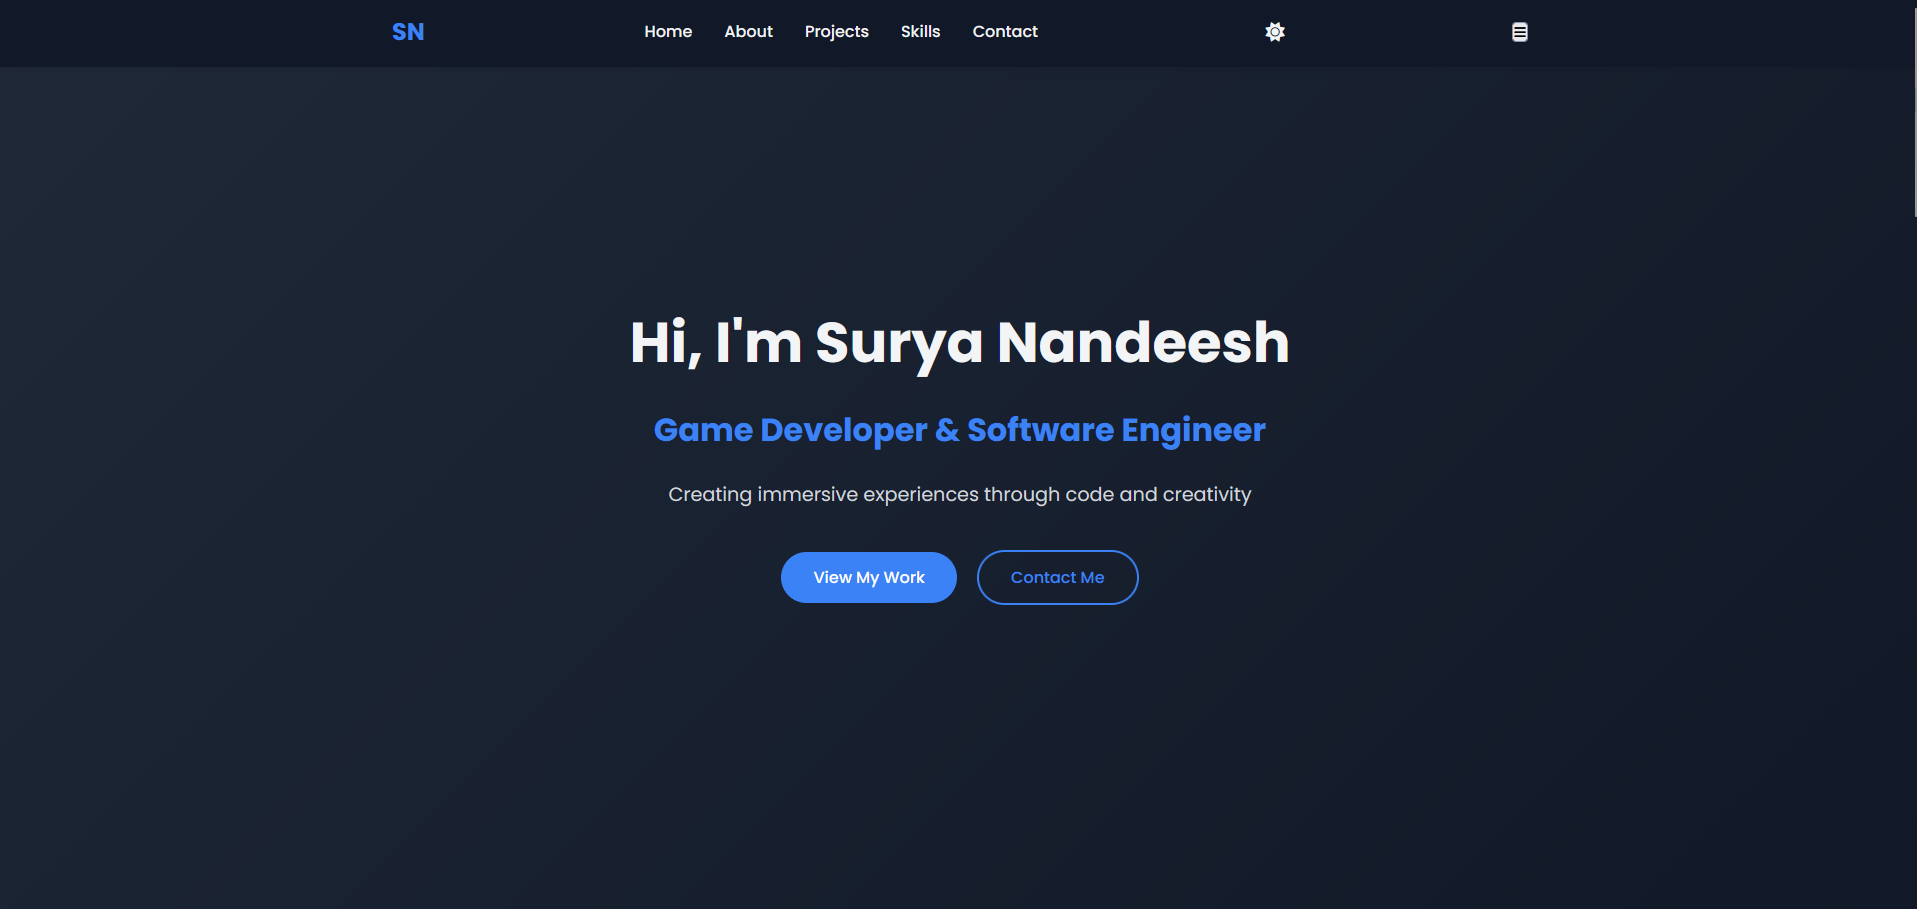 SN
Home About Projects Skills Contact
Hi, I'm Surya Nandeesh
Game Developer & Software Engineer
Creating immersive experiences through code and creativity
View My Work Contact Me